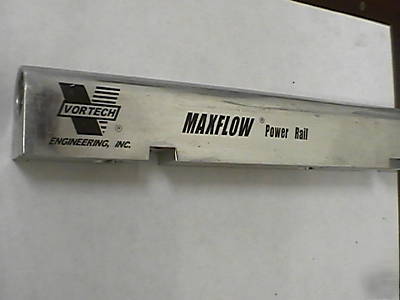 VORTECH ®
ENGINEERING, INC.
MAXFLOW ® Power Rail